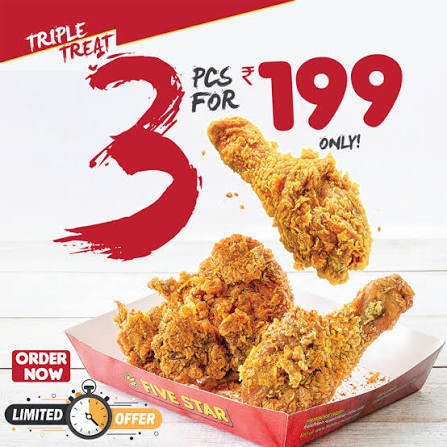 TRIPLE
TREAT
3 PCS FOR ₹199
ONLY!
ORDER
NOW
LIMITED OFFER
FIVE STAR